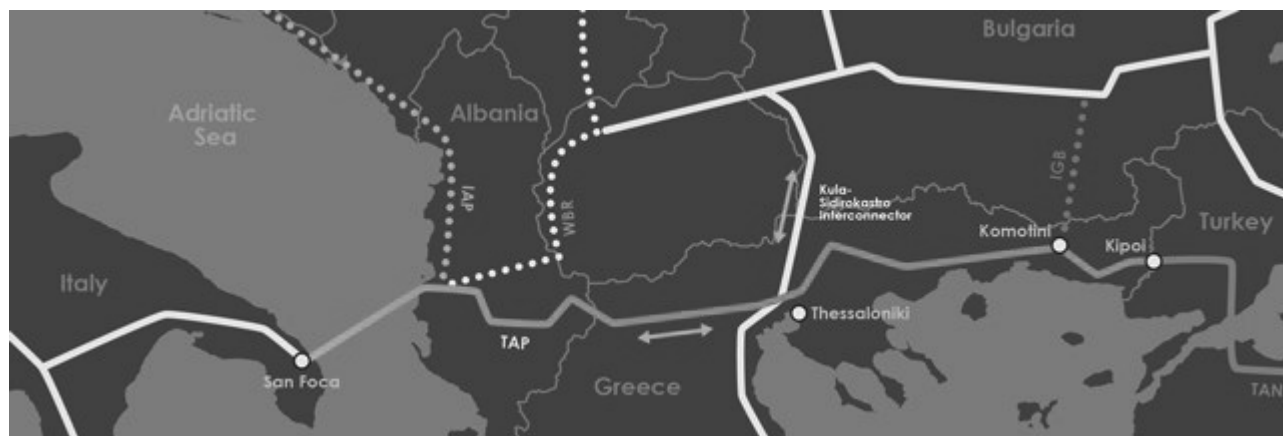 Bulgaria
Adriatic
Sea
Albania
IGB
IAP
WBR
Kula-
Sidirokastro
Interconnector
Komotini
Kipoi
Turkey
Italy
Thessaloniki
TAP
San Foca
Greece
TAN